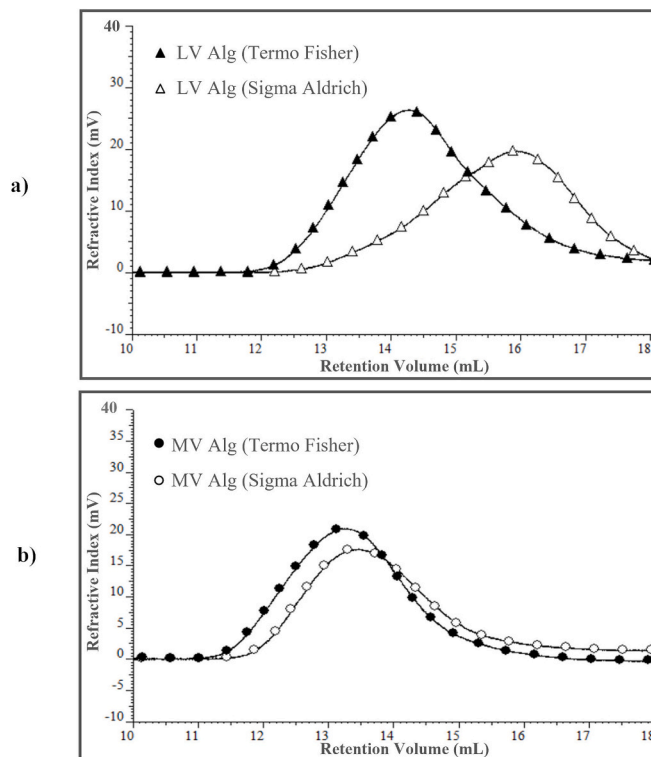 a)
Refractive Index (mV)
40
30
20
10
0
-10
LV Alg (Termo Fisher)
LV Alg (Sigma Aldrich)
10 11 12 13 14 15 16 17 18
Retention Volume (mL)
b)
Refractive Index (mV)
40
35
30
25
20
15
10
5
0
5
-10
MV Alg (Termo Fisher)
MV Alg (Sigma Aldrich)
10 11 12 13 14 15 16 17 18
Retention Volume (mL)